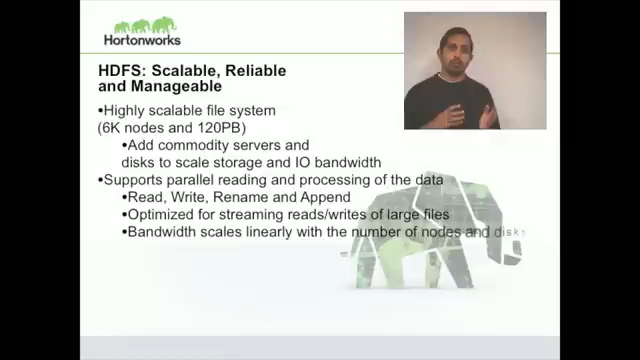 Hortonworks
HDFS: Scalable, Reliable
and Manageable
•Highly scalable file system
(6K nodes and 120PB)
•Add commodity servers and
disks to scale storage and IO bandwidth
•Supports parallel reading and processing of the data
•Read, Write, Rename and Append
•Optimized for streaming reads/writes of large files
•Bandwidth scales linearly with the number of nodes and disks